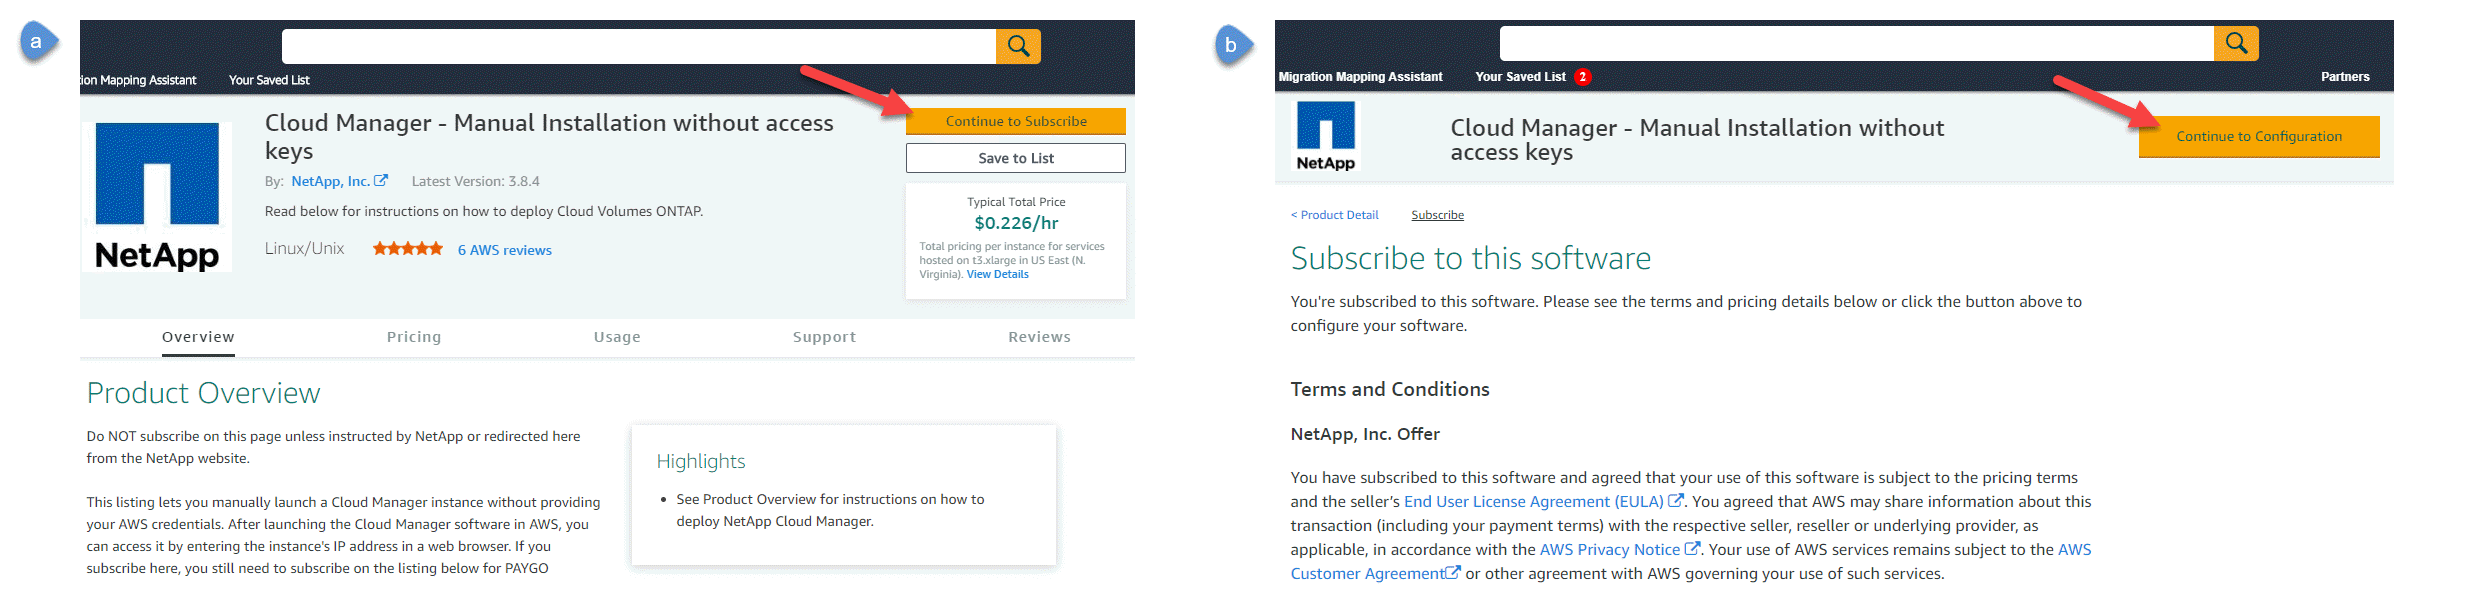 a
ion Mapping Assistant Your Saved List
Cloud Manager - Manual Installation without access
keys
By: NetApp, Inc. Latest Version: 3.8.4
Read below for instructions on how to deploy Cloud Volumes ONTAP.
Linux/Unix 6 AWS reviews
NetApp
Continue to Subscribe
Save to List
Typical Total Price
$0.226/hr
Total pricing per instance for services
hosted on t3.xlarge in US East (N.
Virginia). View Details
Overview Pricing Usage Support Reviews
Product Overview
Do NOT subscribe on this page unless instructed by NetApp or redirected here
from the NetApp website.
This listing lets you manually launch a Cloud Manager instance without providing
your AWS credentials. After launching the Cloud Manager software in AWS, you
can access it by entering the instance's IP address in a web browser. If you
subscribe here, you still need to subscribe on the listing below for PAYGO
Highlights
• See Product Overview for instructions on how to
deploy NetApp Cloud Manager.
b
Migration Mapping Assistant Your Saved List 2 Partners
NetApp
Cloud Manager - Manual Installation without
access keys
Continue to Configuration
< Product Detail Subscribe
Subscribe to this software
You're subscribed to this software. Please see the terms and pricing details below or click the button above to
configure your software.
Terms and Conditions
NetApp, Inc. Offer
You have subscribed to this software and agreed that your use of this software is subject to the pricing terms
and the seller's End User License Agreement (EULA). You agreed that AWS may share information about this
transaction (including your payment terms) with the respective seller, reseller or underlying provider, as
applicable, in accordance with the AWS Privacy Notice. Your use of AWS services remains subject to the AWS
Customer Agreement or other agreement with AWS governing your use of such services.